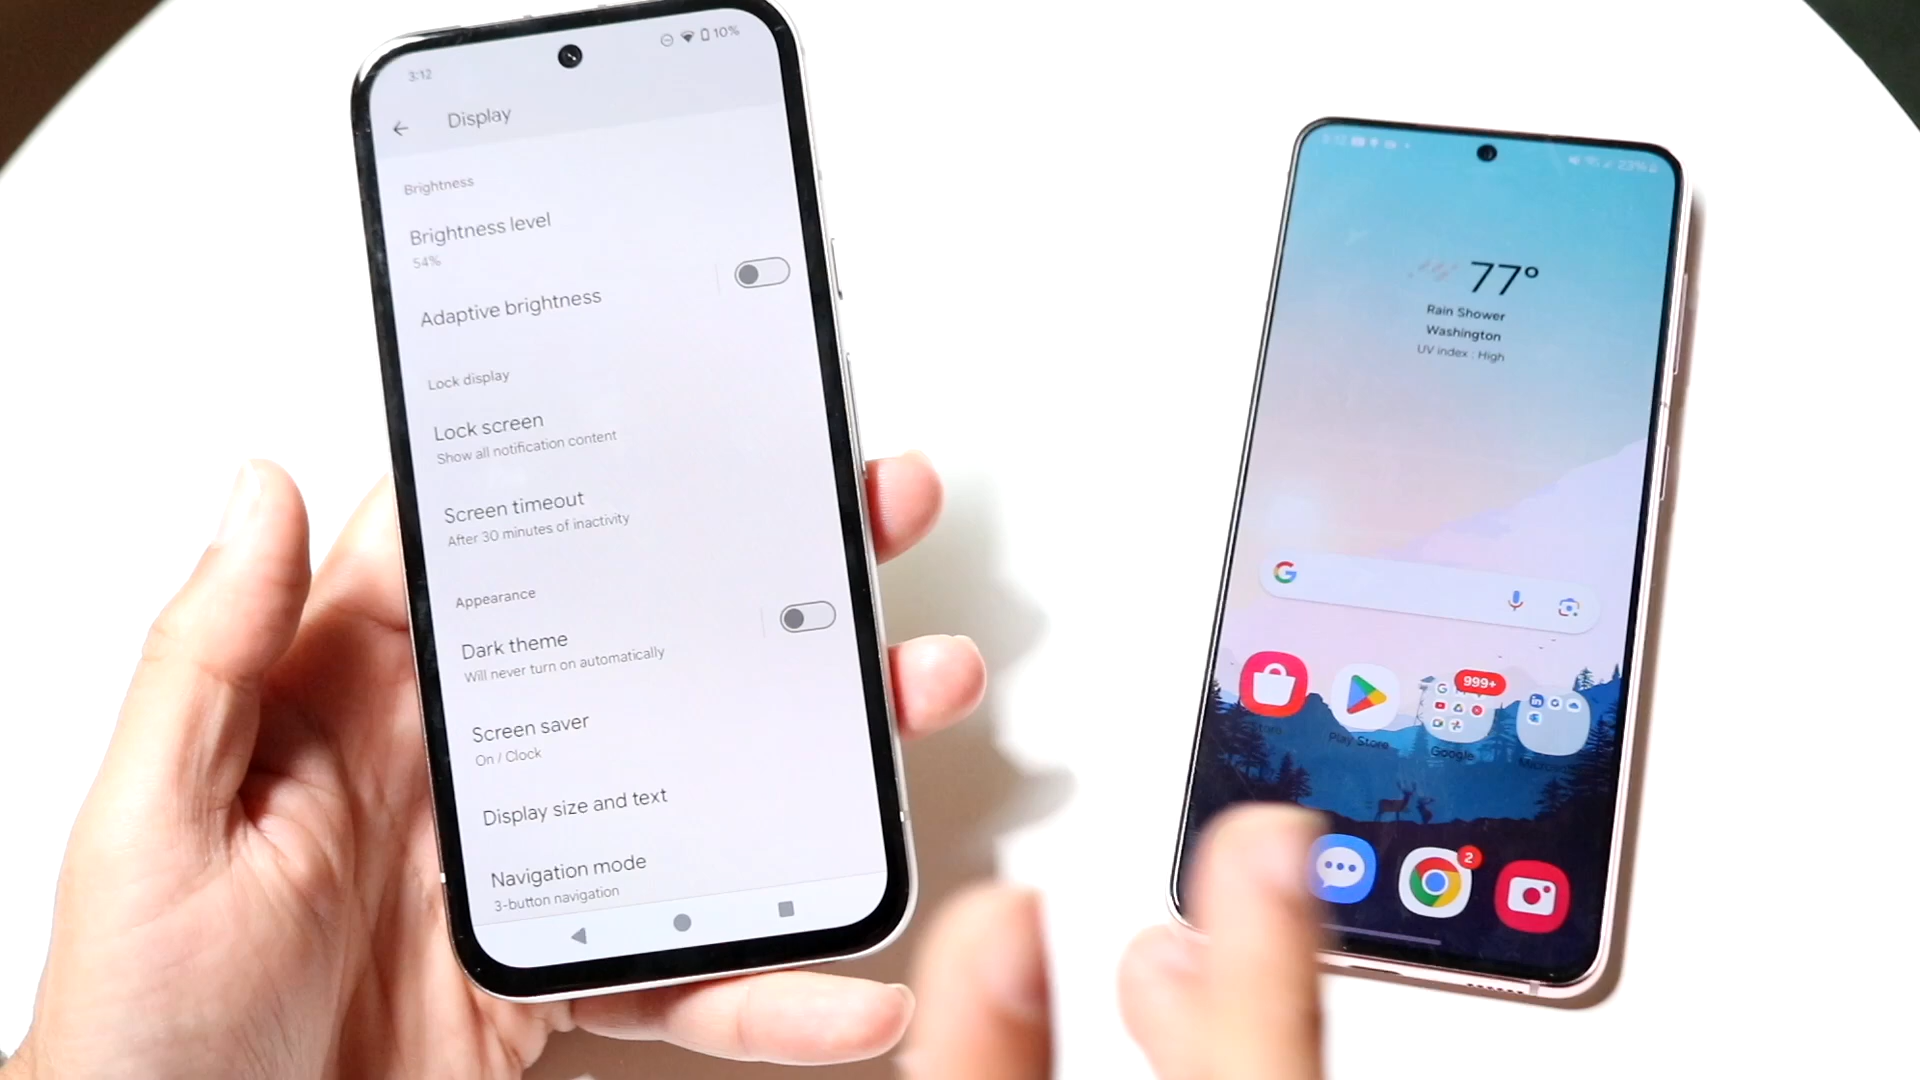 3:12
10%
Display
Brightness
Brightness level
54%
Adaptive brightness
Lock display
Lock screen
Show all notification content
Screen timeout
After 30 minutes of inactivity
Appearance
Dark theme
Will never turn on automatically
Screen saver
On / Clock
Display size and text
Navigation mode
3-button navigation
3:12
23%
77°
Rain Shower
Washington
UV index : High
999+
Play Store
Google
2